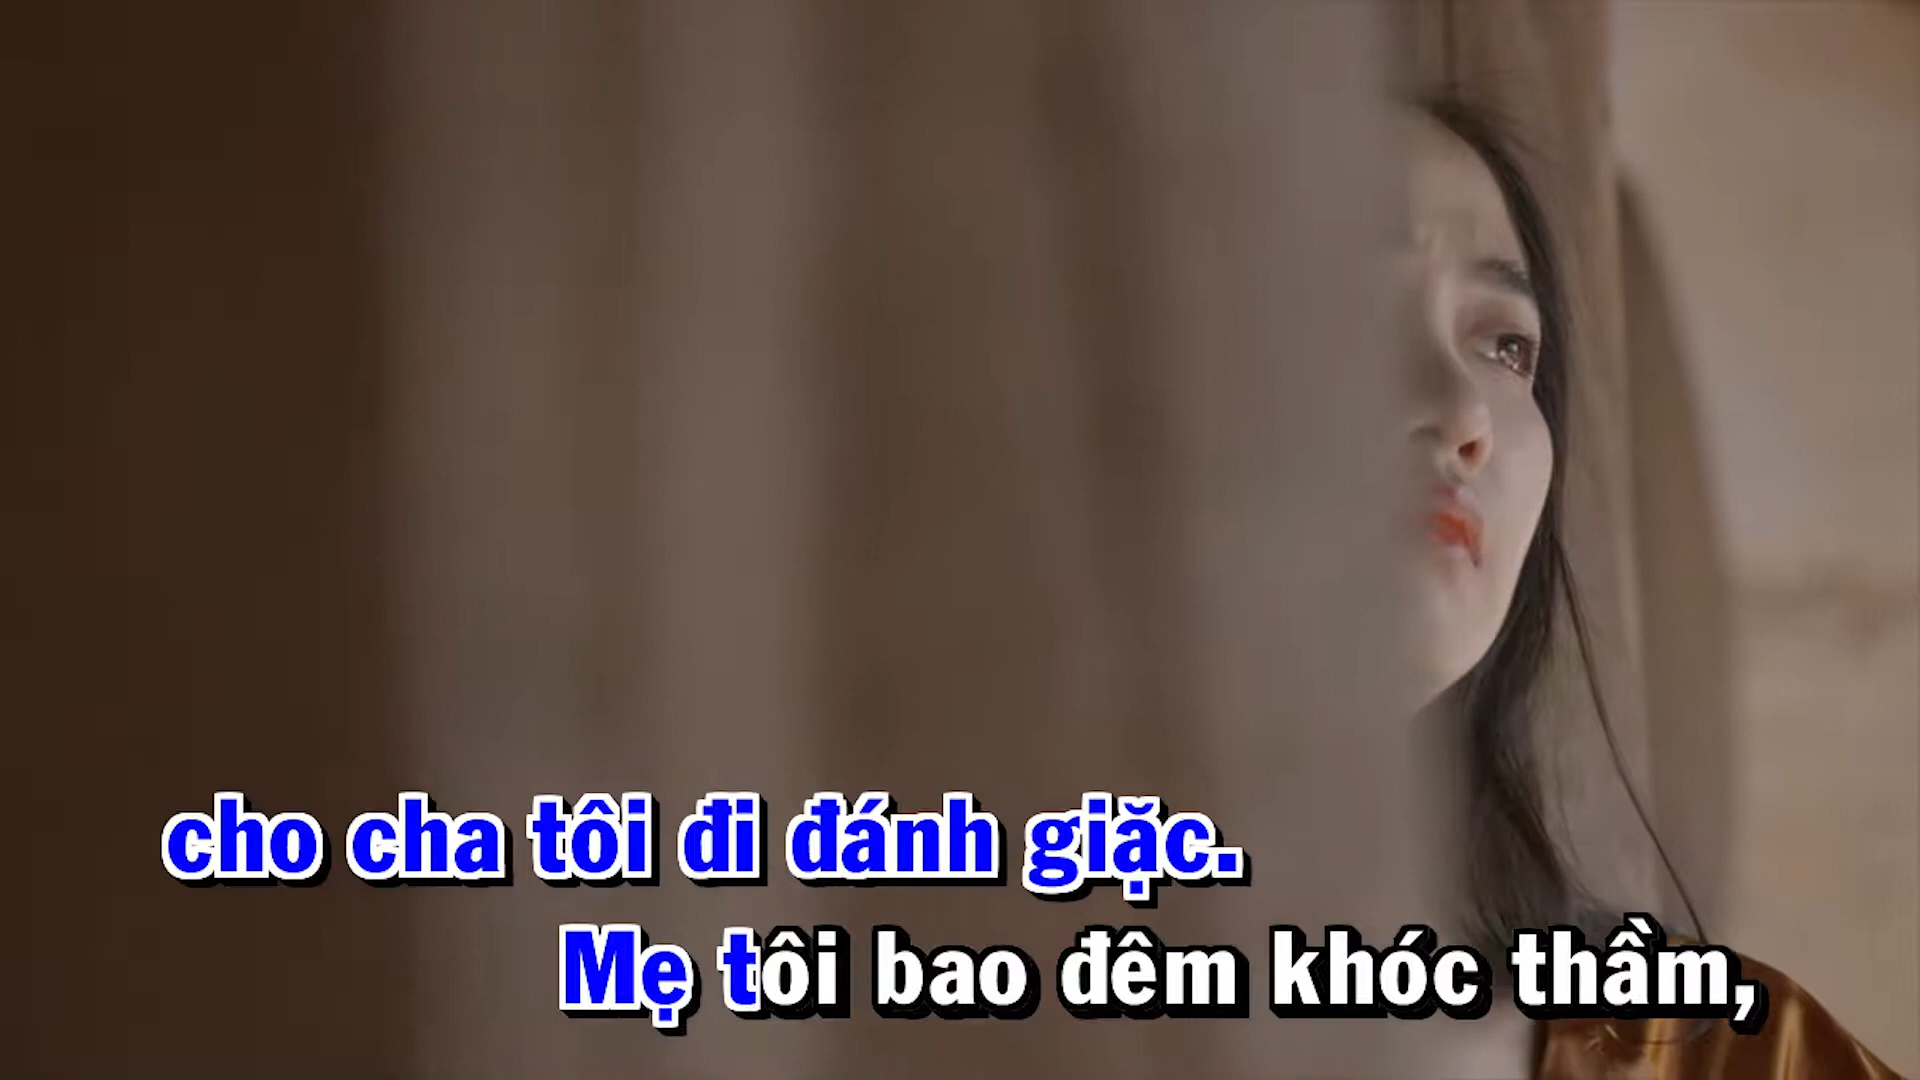 cho cha tôi đi đánh giặc.
Mẹ tôi bao đêm khóc thầm,